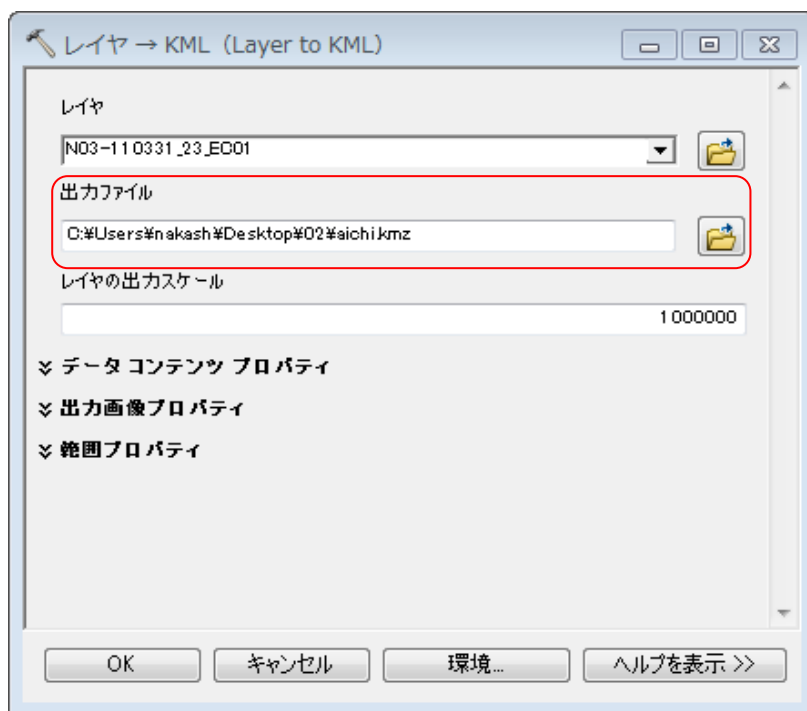 レイヤ → KML (Layer to KML)
レイヤ
N03-110331_23_EC01
出力ファイル
C:¥Users¥nakash¥Desktop¥02¥aichi.kmz
レイヤの出力スケール
1000000
データ コンテンツ プロパティ
出力画像プロパティ
範囲プロパティ
OK
キャンセル
環境...
ヘルプを表示 >>